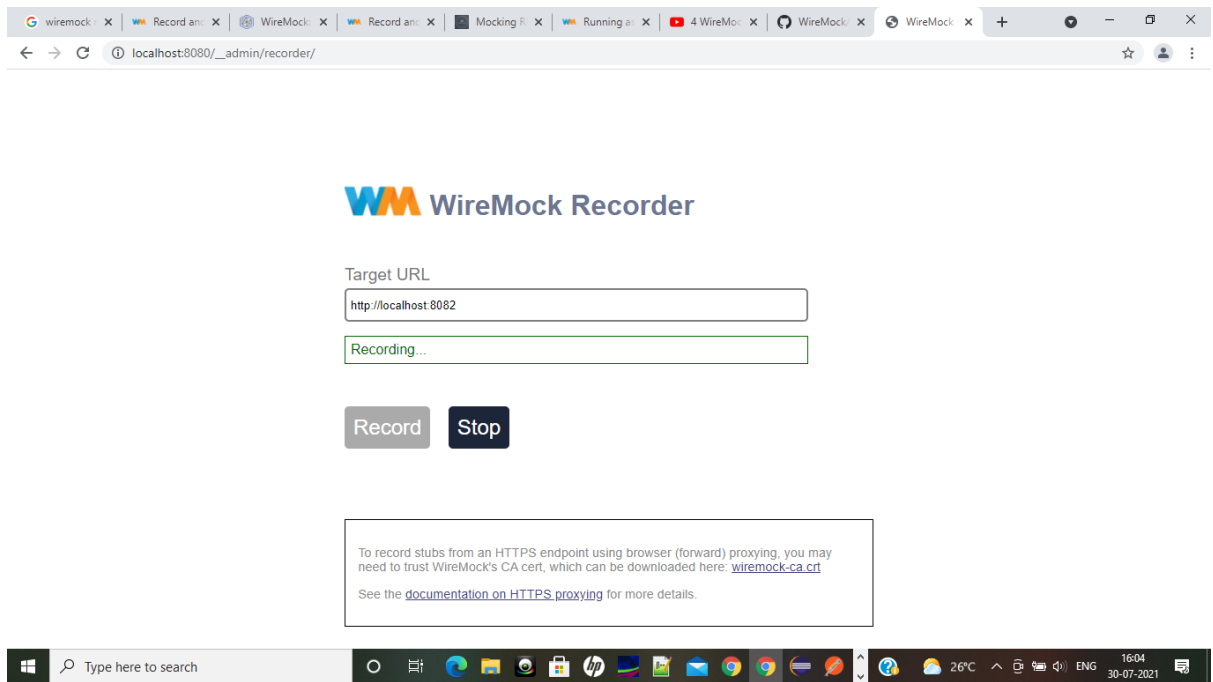 wiremock
Record and
WireMock:
Record and
Mocking R
Running as
4 WireMoc
WireMock/
WireMock
localhost:8080/__admin/recorder/
WM WireMock Recorder
Target URL
http://localhost:8082
Recording...
Record Stop
To record stubs from an HTTPS endpoint using browser (forward) proxying, you may
need to trust WireMock's CA cert, which can be downloaded here: wiremock-ca.crt
See the documentation on HTTPS proxying for more details.
Type here to search
26°C
ENG
16:04
30-07-2021